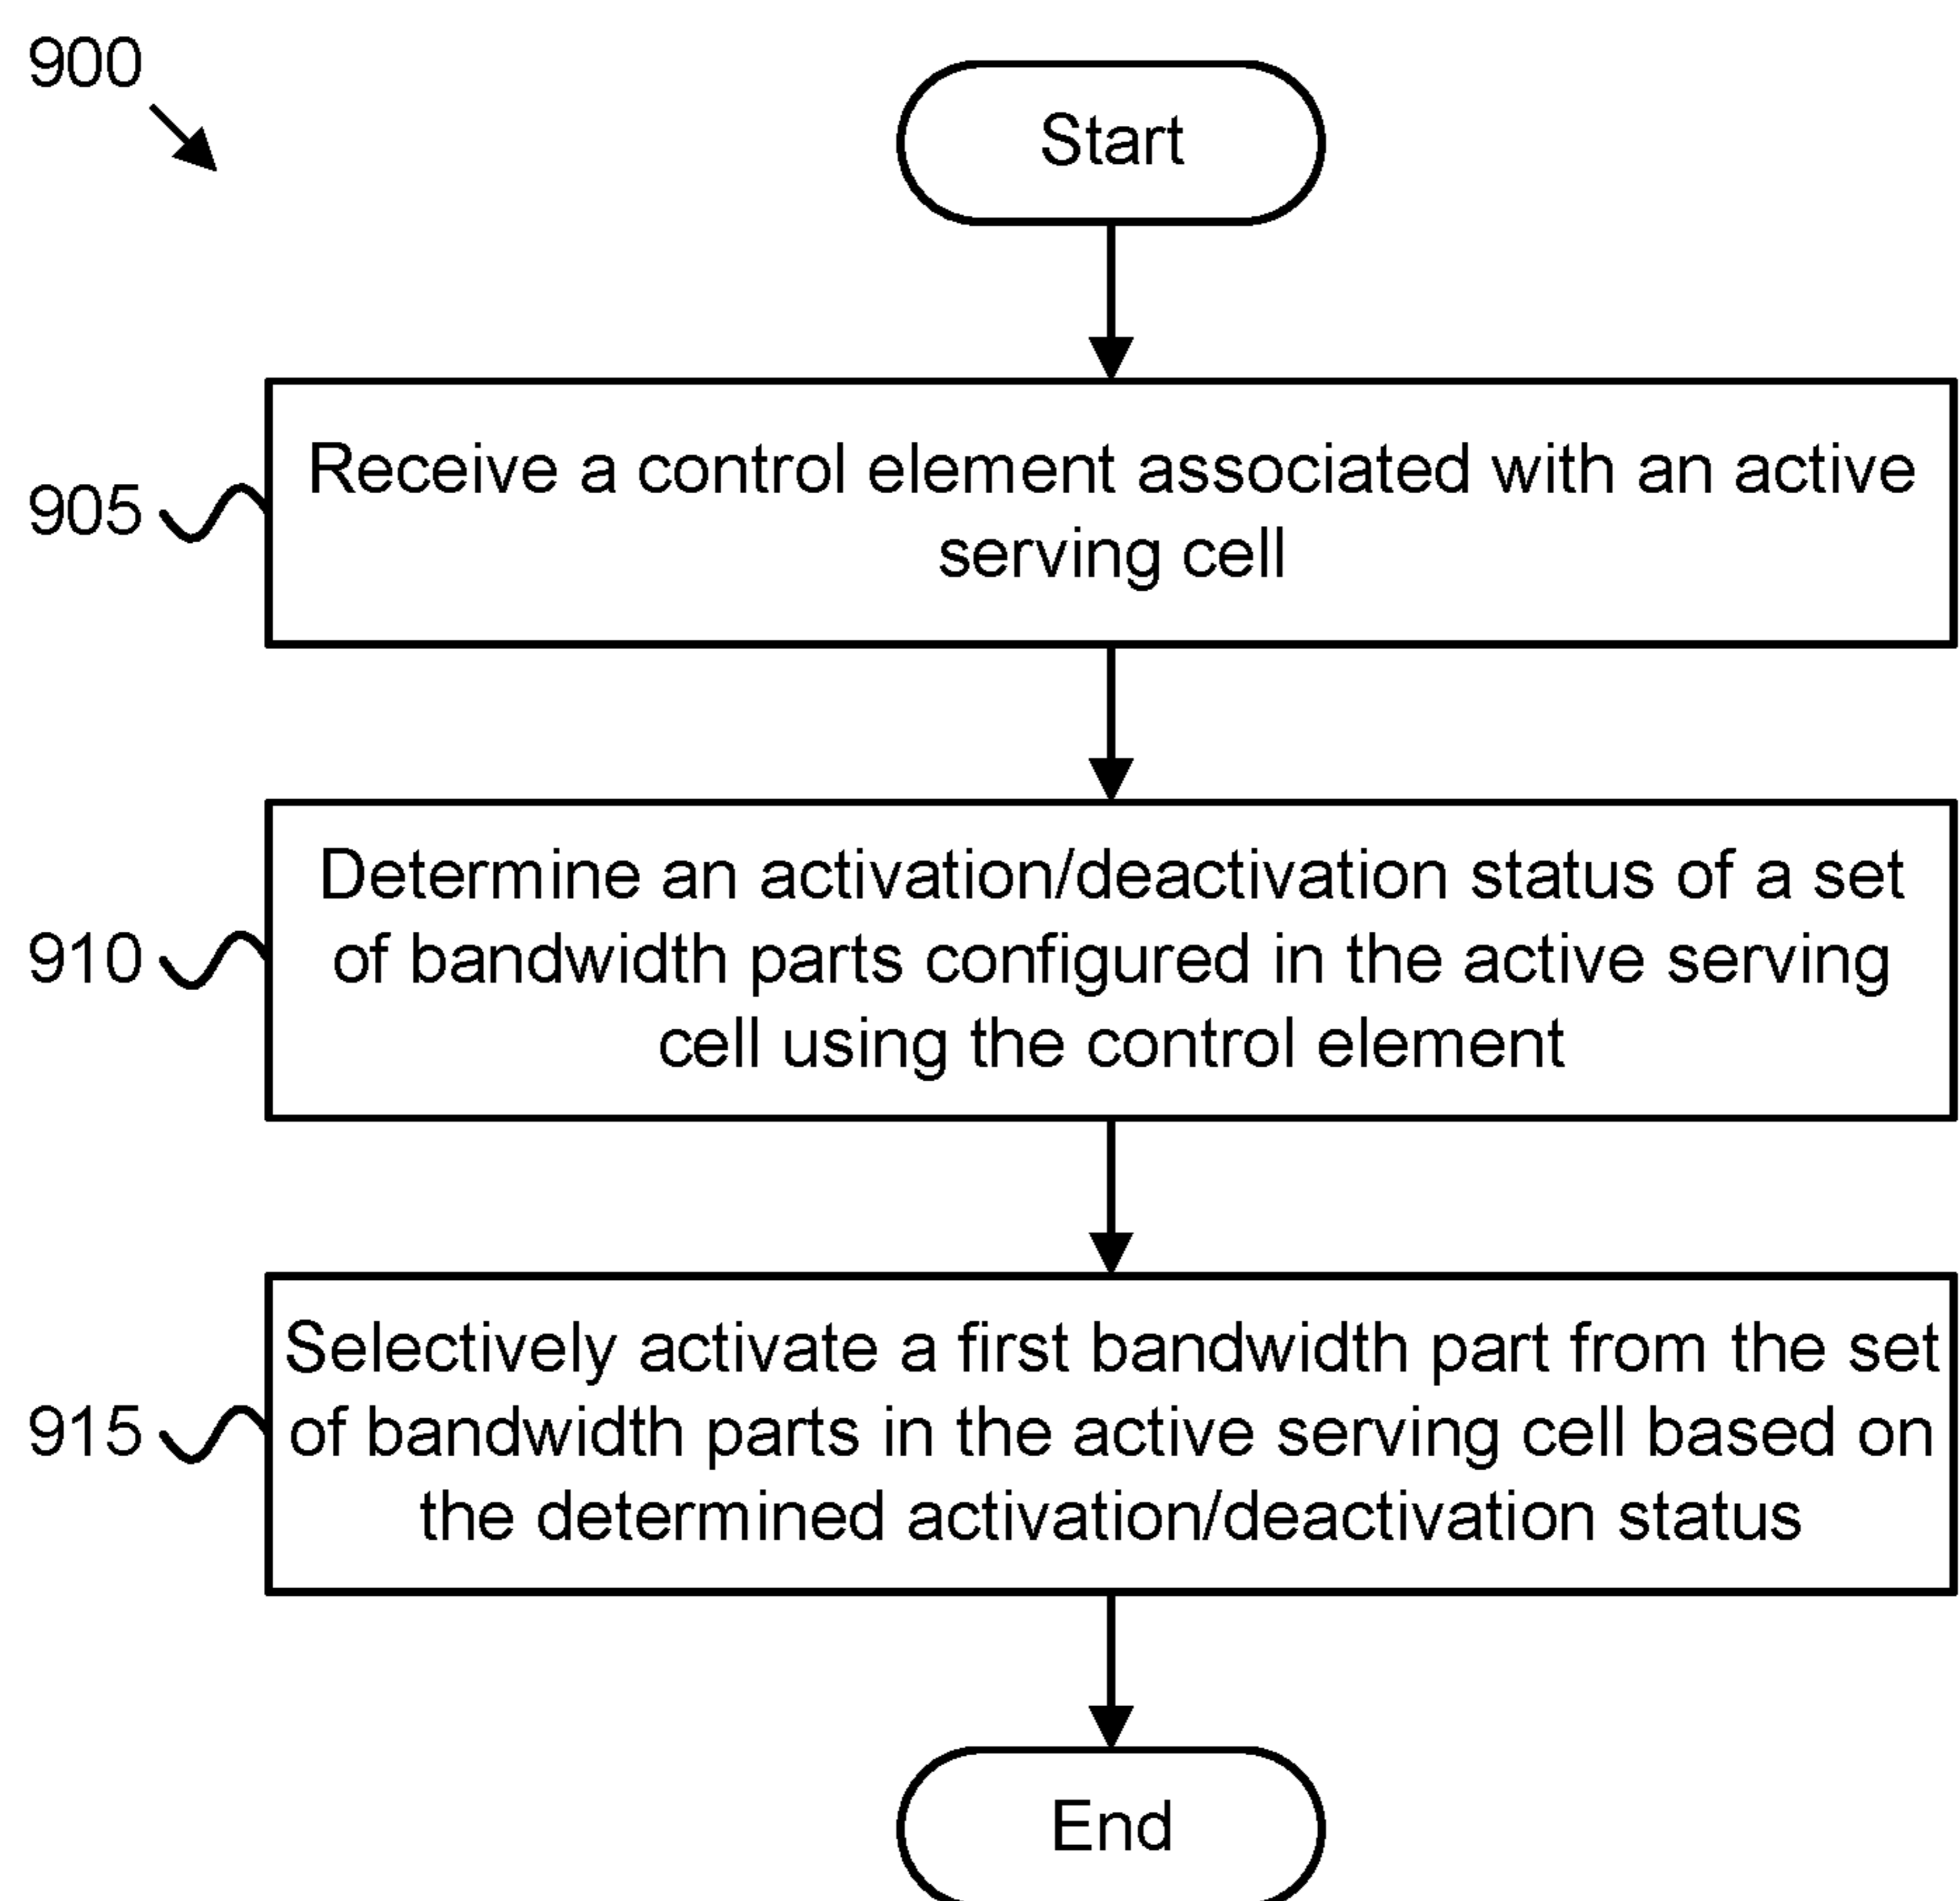 900
Start
Receive a control element associated with an active
serving cell
905
Determine an activation/deactivation status of a set
of bandwidth parts configured in the active serving
cell using the control element
910
Selectively activate a first bandwidth part from the set
of bandwidth parts in the active serving cell based on
the determined activation/deactivation status
915
End